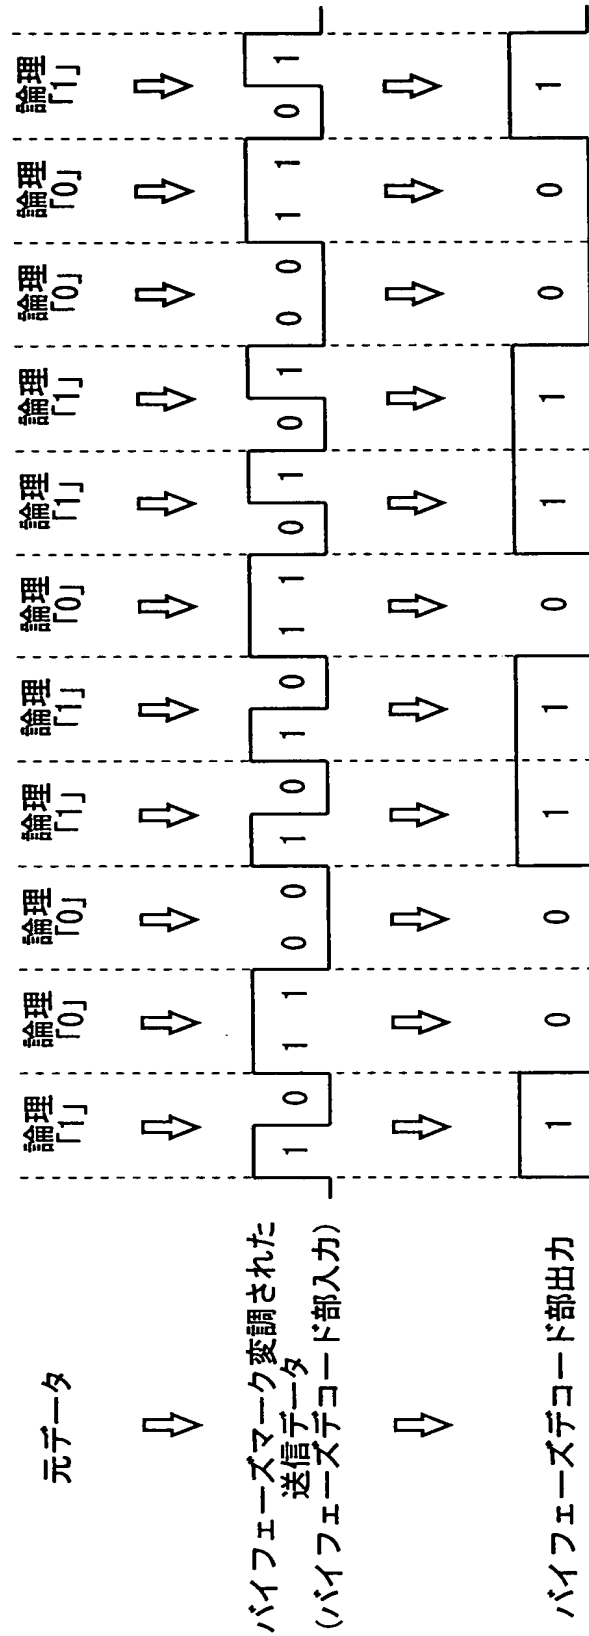 元データ
論理 論理 論理 論理 論理 論理 論理 論理 論理 論理 論理
「1」 「0」 「0」 「1」 「1」 「0」 「1」 「1」 「0」 「0」 「1」
バイフェーズマーク変調された
送信データ
(バイフェーズデコード部入力)
1 0 1 1 0 0 1 0 1 0 1 1 0 1 0 1 0 0 1 1 0 1
バイフェーズデコード部出力
1 0 0 1 1 0 1 1 0 0 1